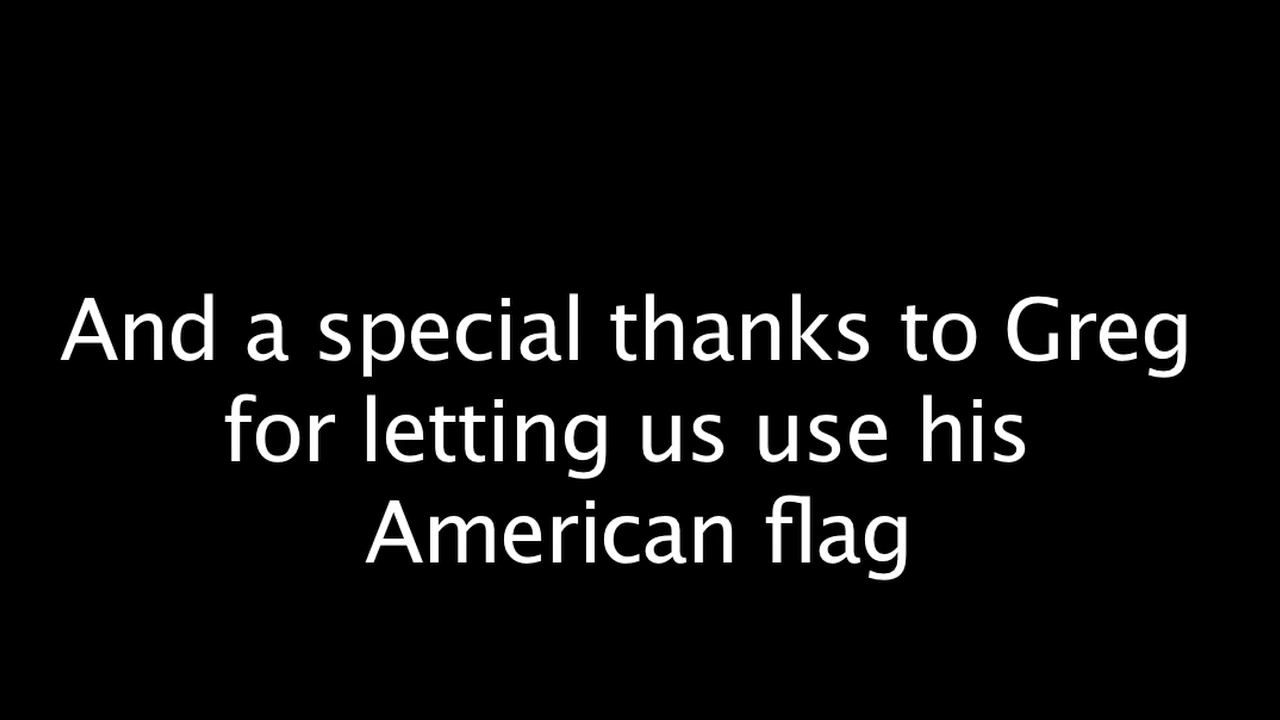 And a special thanks to Greg
for letting us use his
American flag